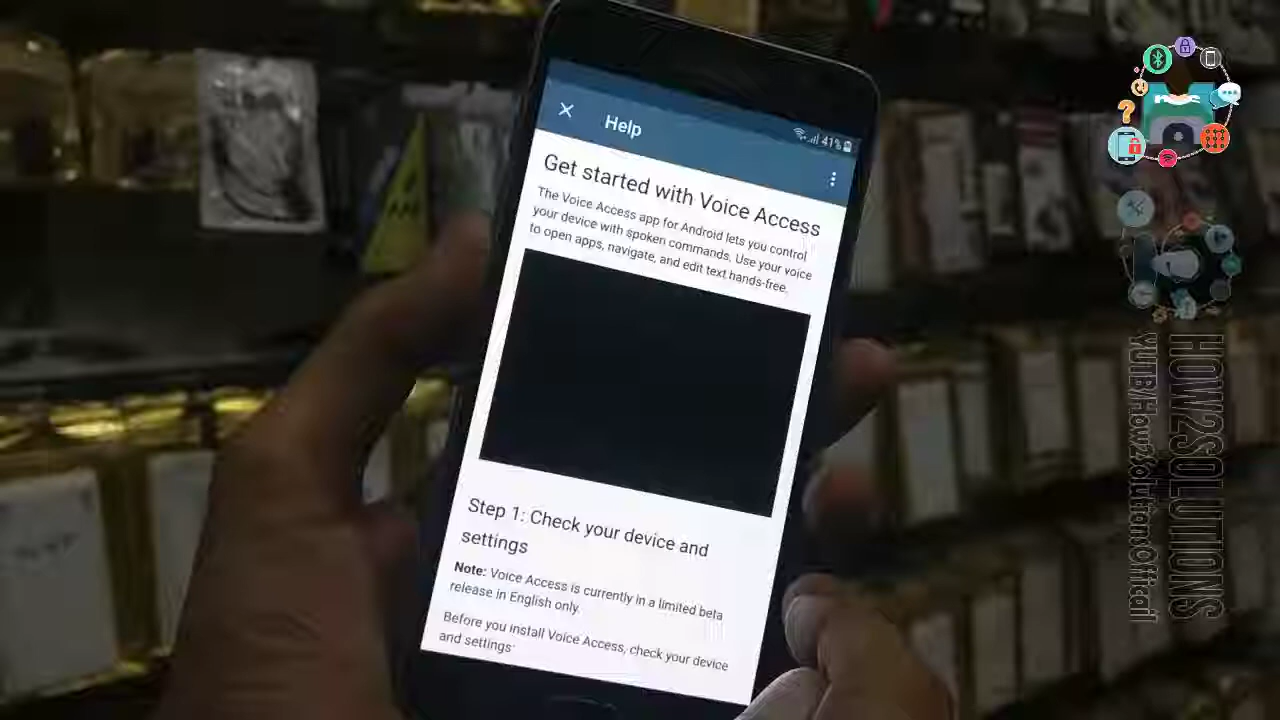 41%
Help
Get started with Voice Access
The Voice Access app for Android lets you control
your device with spoken commands. Use your voice
to open apps, navigate, and edit text hands-free.
Step 1: Check your device and
settings
Note: Voice Access is currently in a limited beta
release in English only.
Before you install Voice Access, check your device
and settings:
HOW2SOLUTIONS
YUTB/How2solutionsOfficail